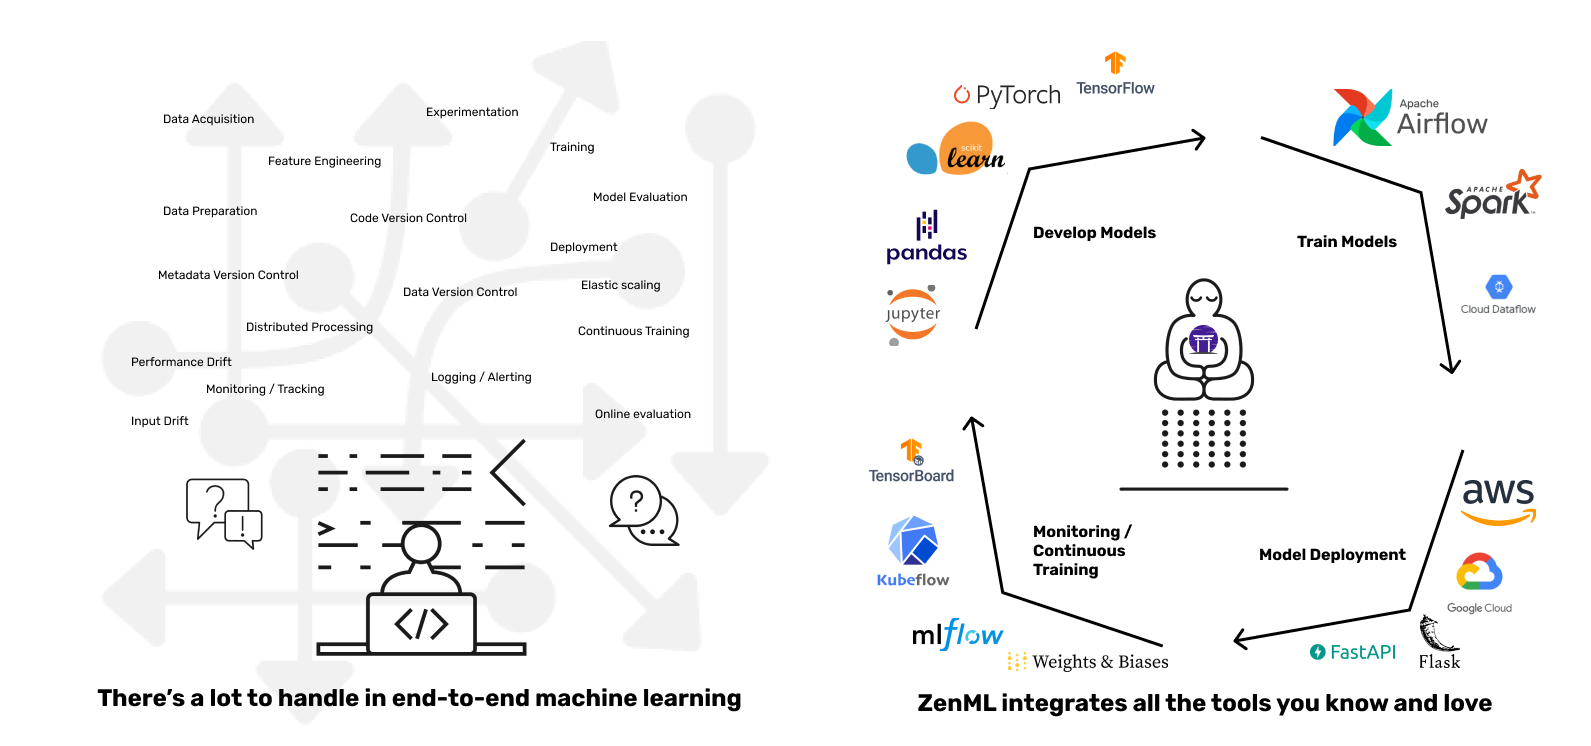 Data Acquisition
Experimentation
Training
Feature Engineering
Model Evaluation
Data Preparation
Code Version Control
Deployment
Metadata Version Control
Data Version Control
Elastic scaling
Distributed Processing
Continuous Training
Performance Drift
Logging / Alerting
Monitoring / Tracking
Input Drift
Online evaluation
?
!
?
</>
There's a lot to handle in end-to-end machine learning
PyTorch
TensorFlow
scikit
learn
pandas
jupyter
Develop Models
Apache
Airflow
APACHE
Spark
TM
Cloud Dataflow
Train Models
TensorBoard
Kubeflow
mlflow
Weights & Biases
Monitoring /
Continuous
Training
aws
Google Cloud
FastAPI
Flask
Model Deployment
ZenML integrates all the tools you know and love